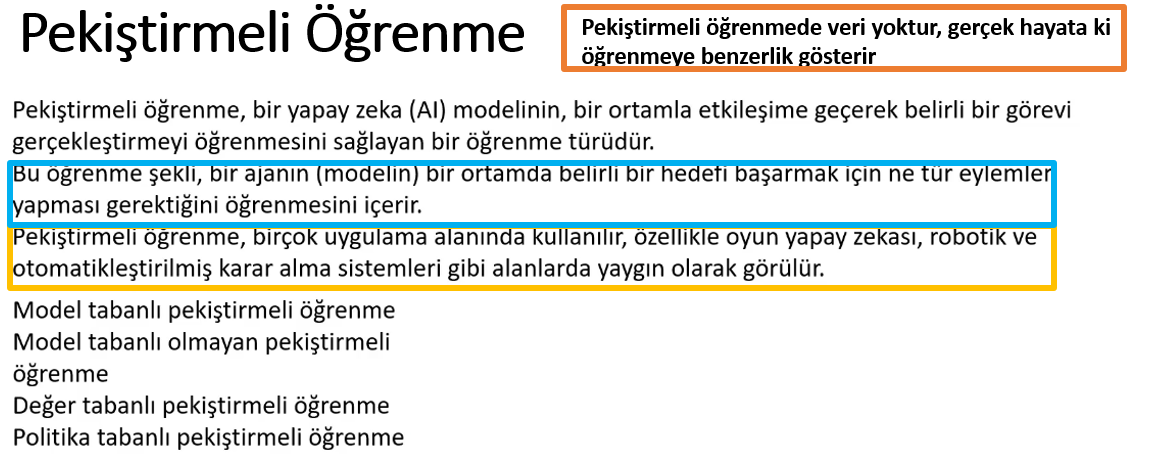 Pekiştirmeli Öğrenme
Pekiştirmeli öğrenmede veri yoktur, gerçek hayata ki
öğrenmeye benzerlik gösterir
Pekiştirmeli öğrenme, bir yapay zeka (AI) modelinin, bir ortamla etkileşime geçerek belirli bir görevi
gerçekleştirmeyi öğrenmesini sağlayan bir öğrenme türüdür.
Bu öğrenme şekli, bir ajanın (modelin) bir ortamda belirli bir hedefi başarmak için ne tür eylemler
yapması gerektiğini öğrenmesini içerir.
Pekiştirmeli öğrenme, birçok uygulama alanında kullanılır, özellikle oyun yapay zekası, robotik ve
otomatikleştirilmiş karar alma sistemleri gibi alanlarda yaygın olarak görülür.
Model tabanlı pekiştirmeli öğrenme
Model tabanlı olmayan pekiştirmeli
öğrenme
Değer tabanlı pekiştirmeli öğrenme
Politika tabanlı pekiştirmeli öğrenme